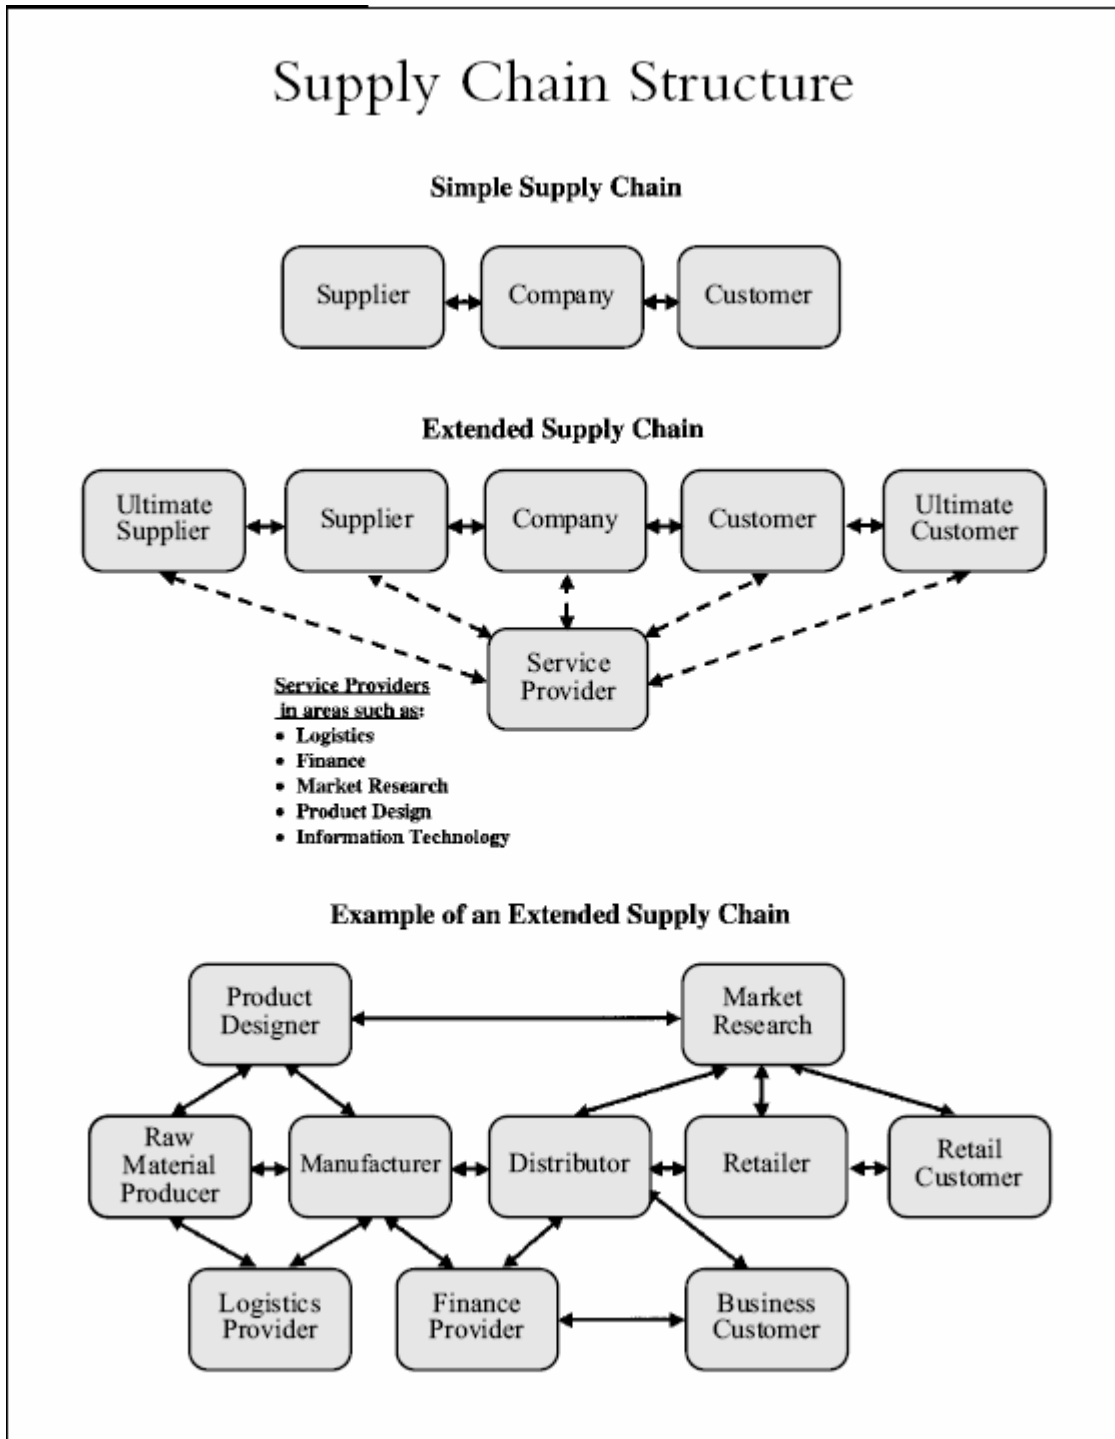 Supply Chain Structure
Simple Supply Chain
Supplier
Company
Customer
Extended Supply Chain
Ultimate
Supplier
Supplier
Company
Customer
Ultimate
Customer
Service
Provider
Service Providers
in areas such as:
• Logistics
• Finance
• Market Research
• Product Design
• Information Technology
Example of an Extended Supply Chain
Product
Designer
Market
Research
Raw
Material
Producer
Manufacturer
Distributor
Retailer
Retail
Customer
Logistics
Provider
Finance
Provider
Business
Customer